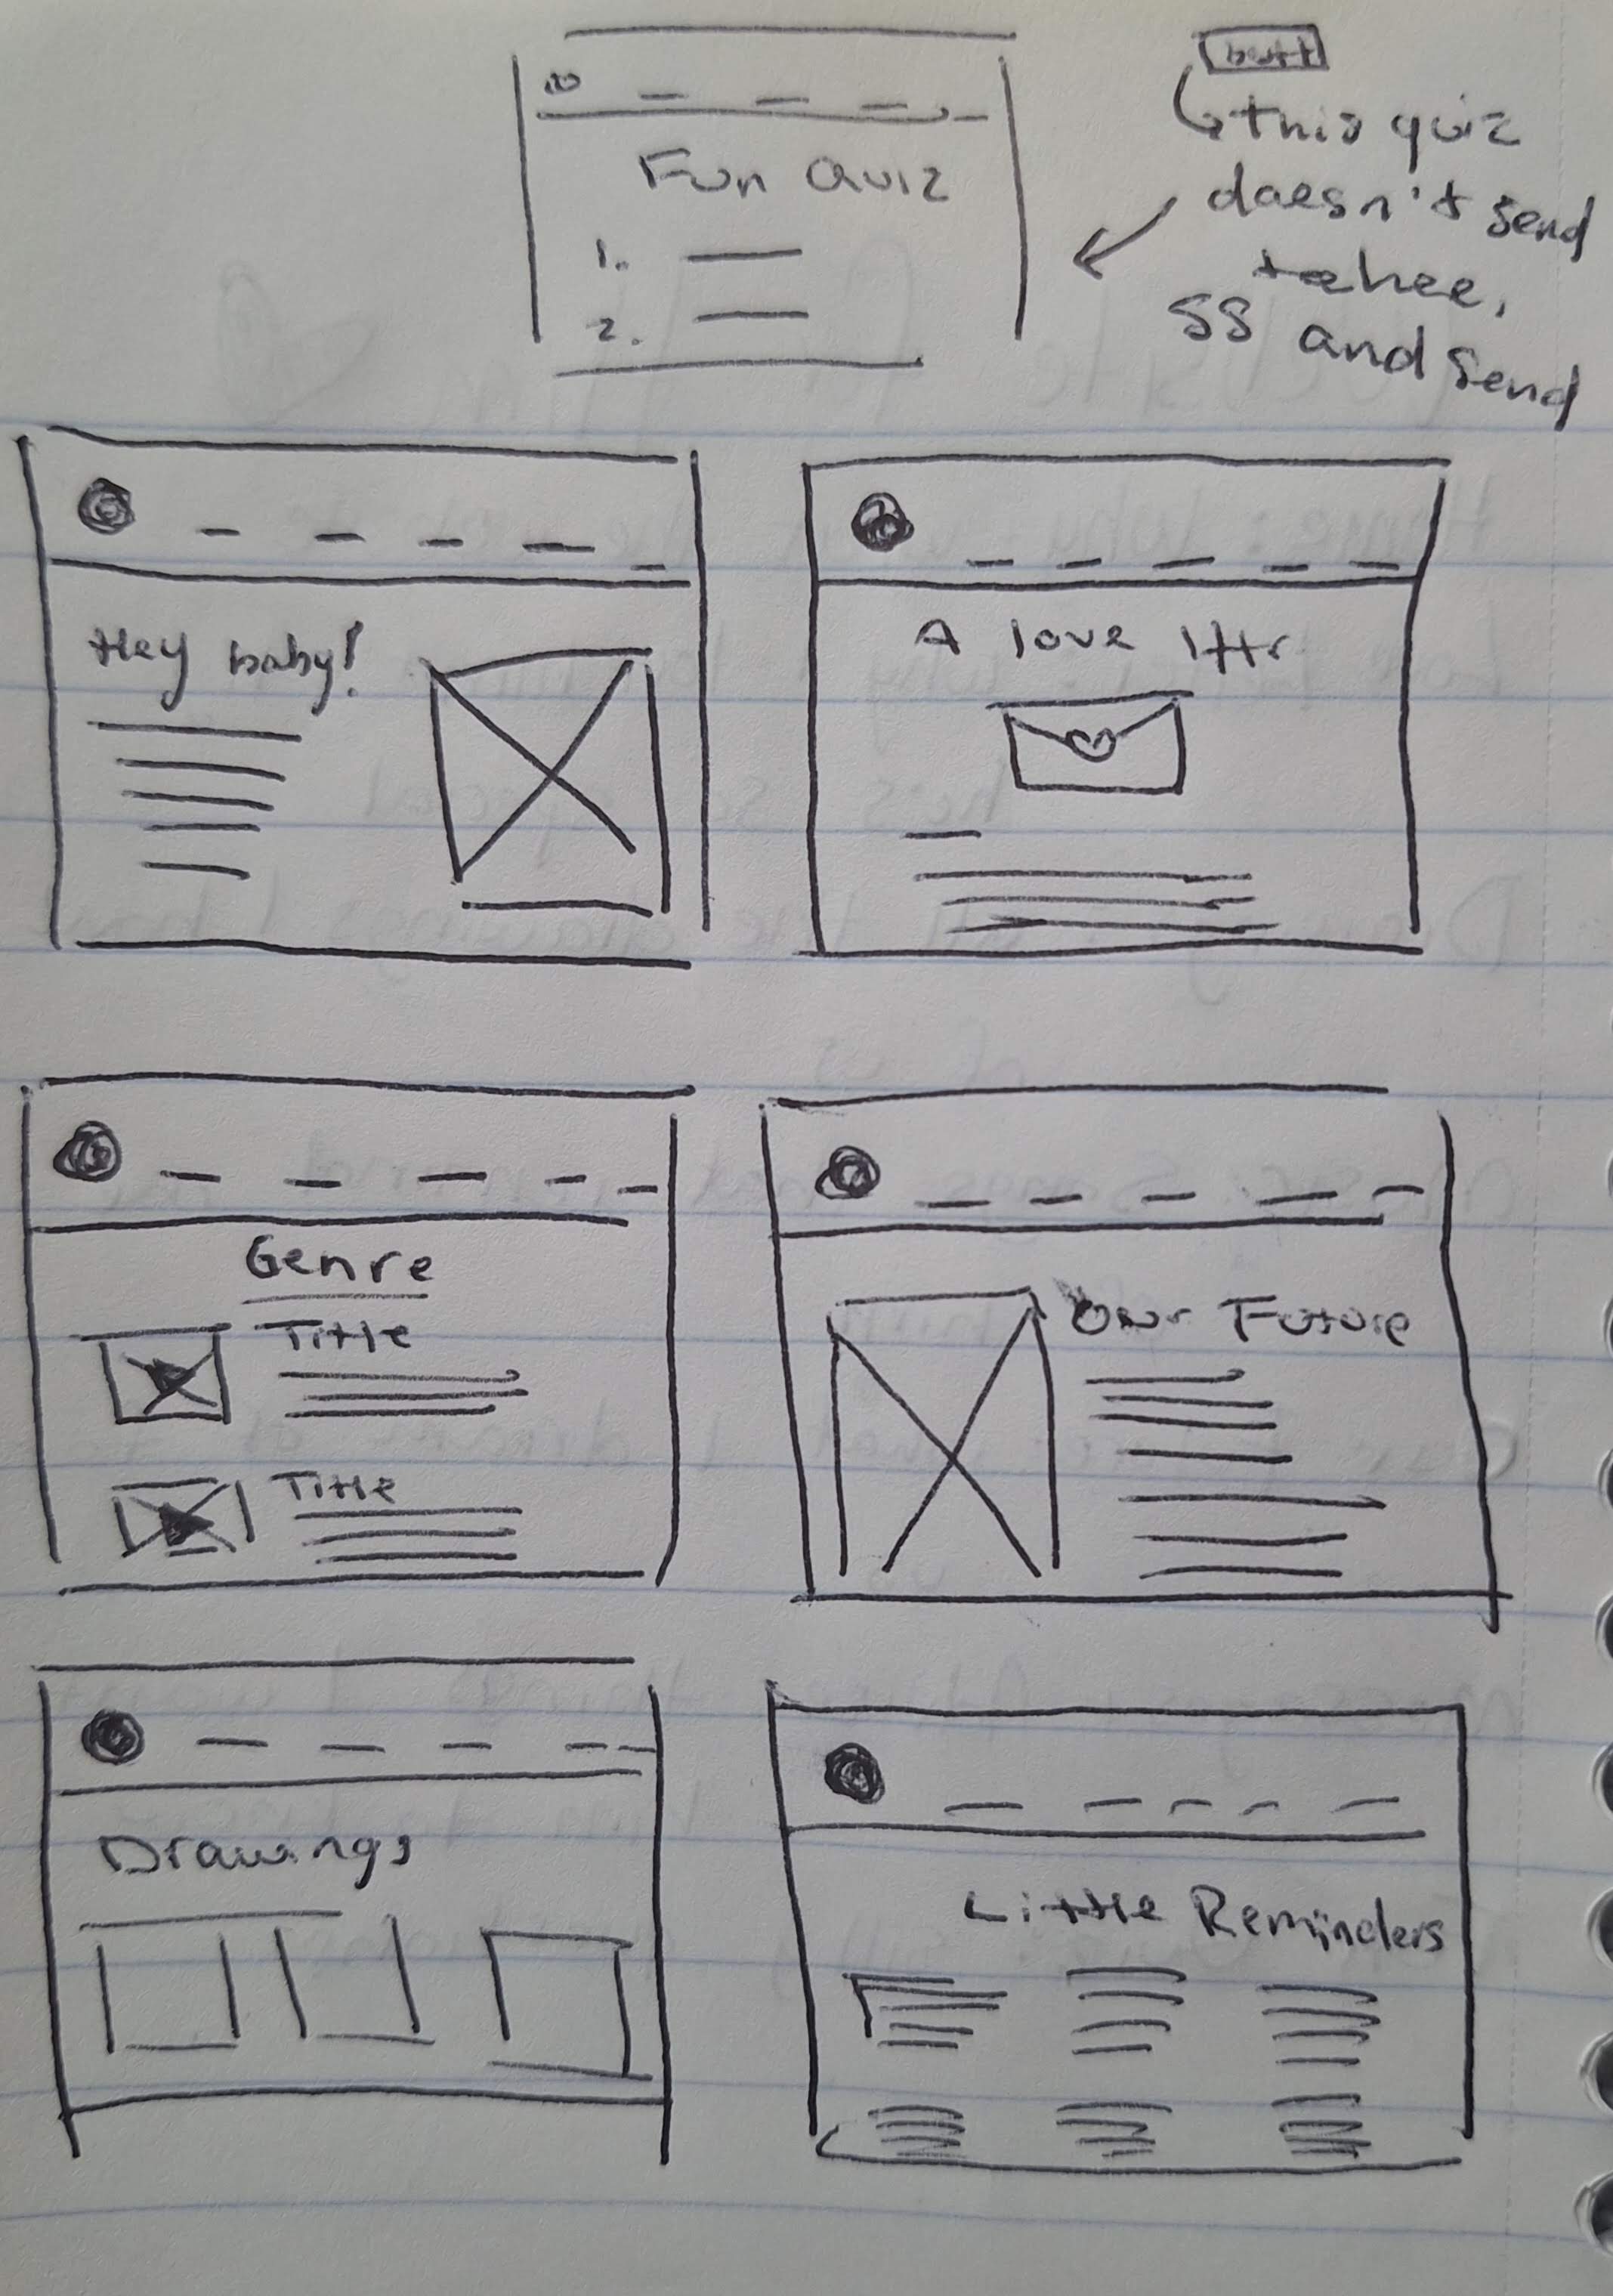 butt
this quiz
doesn't send
teehee,
SS and send
Fun Quiz
1.
2.
Hey baby!
A love lttr
Genre
Title
Title
Our Future
Drawings
Little Reminders